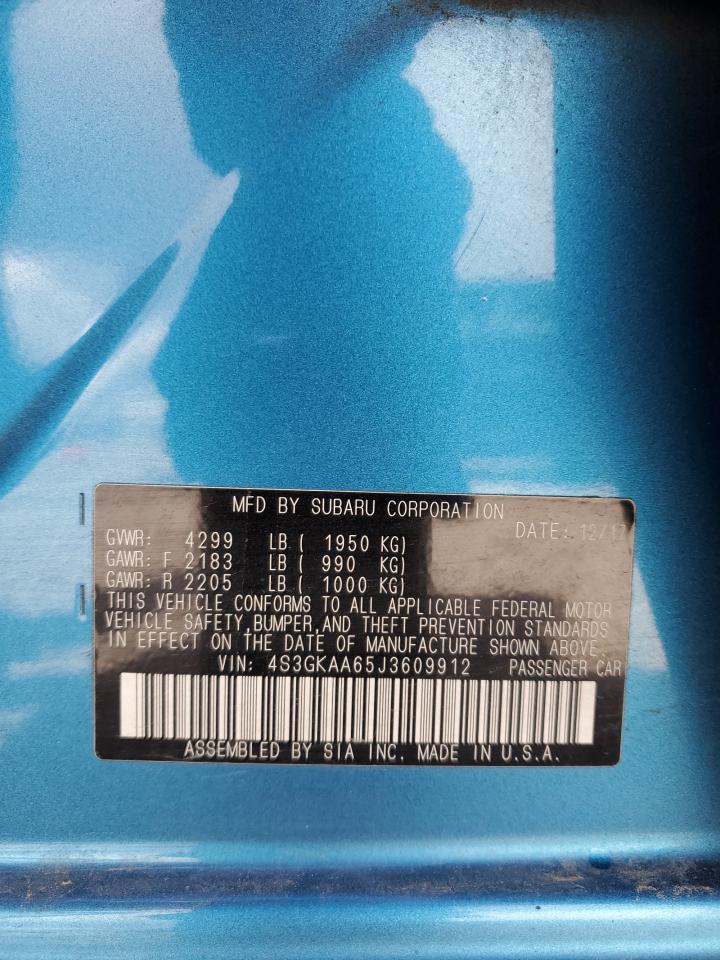 MFD BY SUBARU CORPORATION
DATE: 12/17
GVWR: 4299 LB ( 1950 KG)
GAWR: F 2183 LB ( 990 KG)
GAWR: R 2205 LB ( 1000 KG)
THIS VEHICLE CONFORMS TO ALL APPLICABLE FEDERAL MOTOR
VEHICLE SAFETY, BUMPER, AND THEFT PREVENTION STANDARDS
IN EFFECT ON THE DATE OF MANUFACTURE SHOWN ABOVE.
VIN: 4S3GKAA65J3609912 PASSENGER CAR
ASSEMBLED BY SIA INC. MADE IN U.S.A.